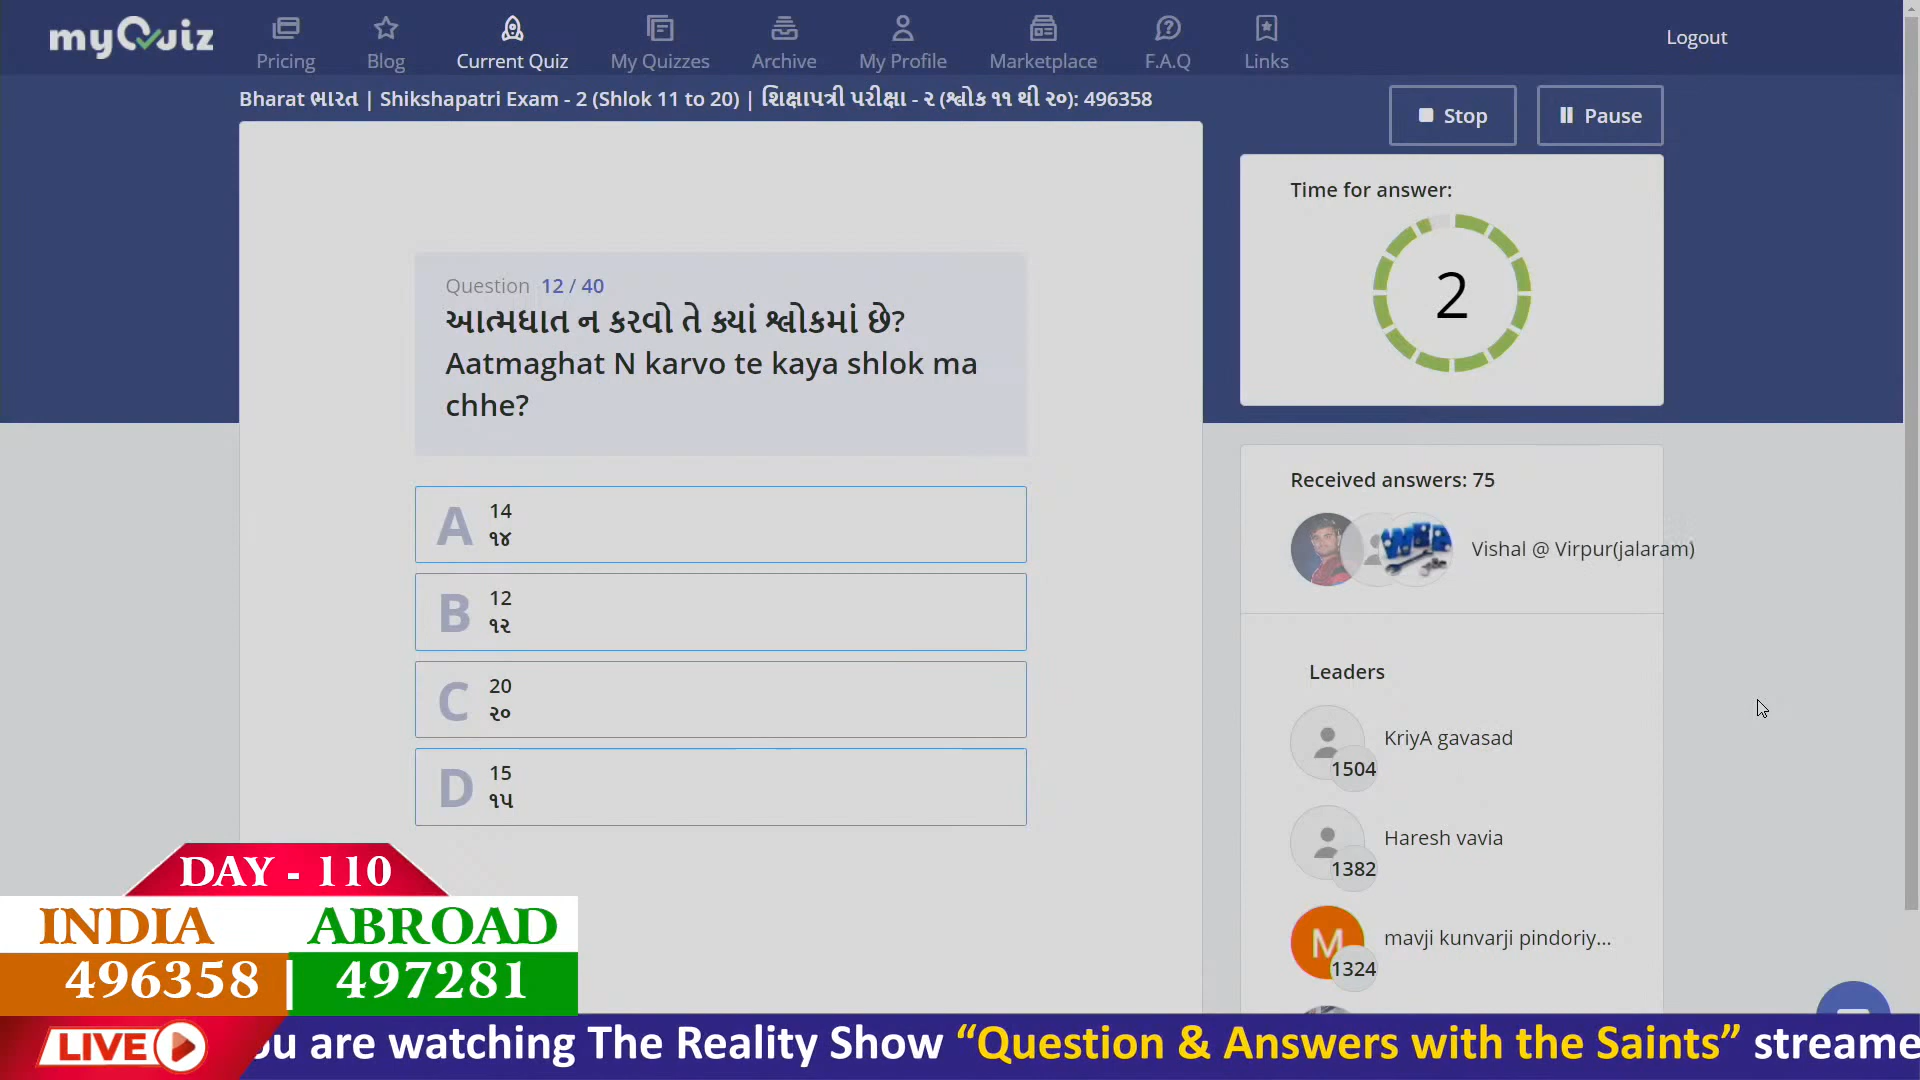 myQuiz
Pricing
Blog
Current Quiz
My Quizzes
Archive
My Profile
Marketplace
F.A.Q
Links
Logout
Bharat ભારત | Shikshapatri Exam - 2 (Shlok 11 to 20) | શિક્ષાપત્રી પરીક્ષા - ૨ (શ્લોક ૧૧ થી ૨૦): 496358
Stop
Pause
Time for answer:
2
Question 12 / 40
આત્મઘાત ન કરવો તે ક્યાં શ્લોકમાં છે?
Aatmaghat N karvo te kaya shlok ma
chhe?
A
14
૧૪
B
12
૧૨
C
20
૨૦
D
15
૧૫
Received answers: 75
Vishal @ Virpur(jalaram)
Leaders
KriyA gavasad
1504
Haresh vavia
1382
M
mavji kunvarji pindoriy...
1324
DAY - 110
INDIA
ABROAD
496358 | 497281
LIVE
ou are watching The Reality Show “Question & Answers with the Saints” streame